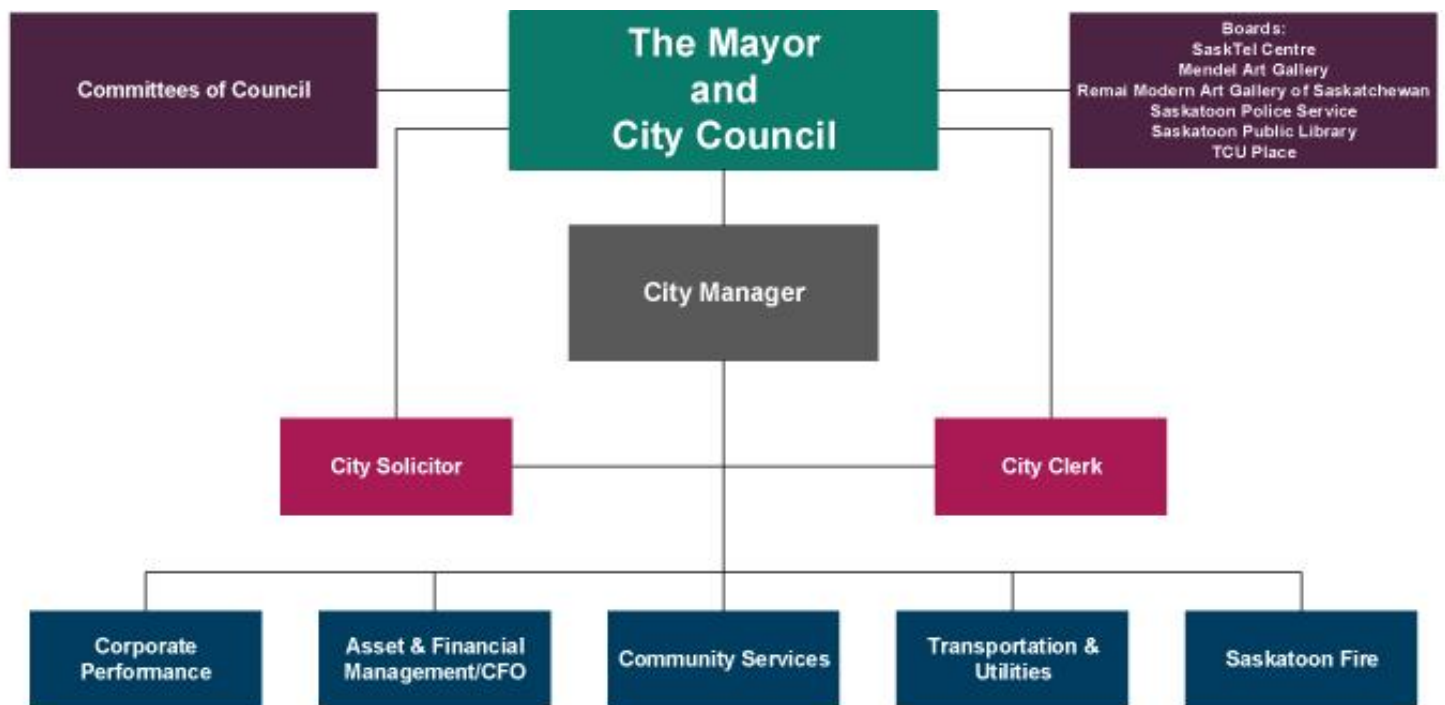 Committees of Council
The Mayor
and
City Council
Boards:
SaskTel Centre
Mendel Art Gallery
Remai Modern Art Gallery of Saskatchewan
Saskatoon Police Service
Saskatoon Public Library
TCU Place
City Manager
City Solicitor
City Clerk
Corporate
Performance
Asset & Financial
Management/CFO
Community Services
Transportation &
Utilities
Saskatoon Fire